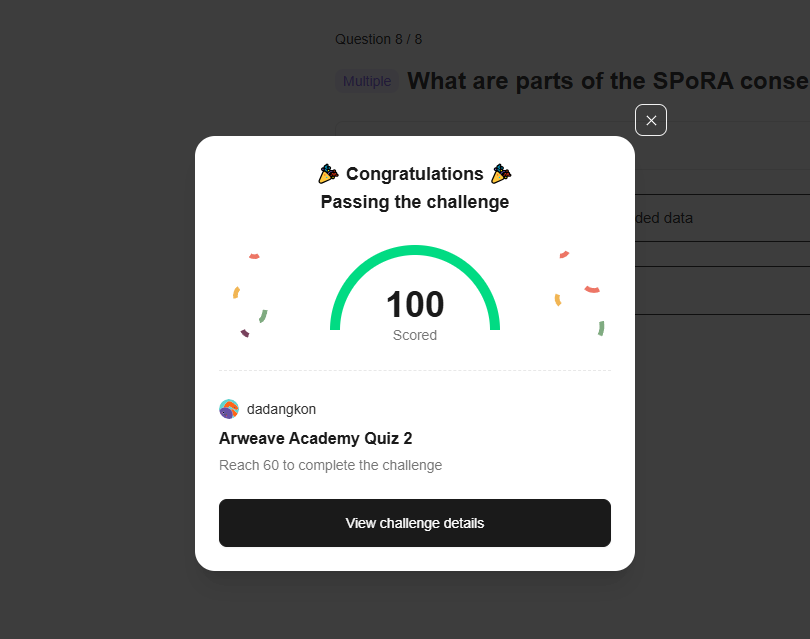 Question 8 / 8
Multiple What are parts of the SPoRA conse
ded data
Congratulations
Passing the challenge
100
Scored
dadangkon
Arweave Academy Quiz 2
Reach 60 to complete the challenge
View challenge details